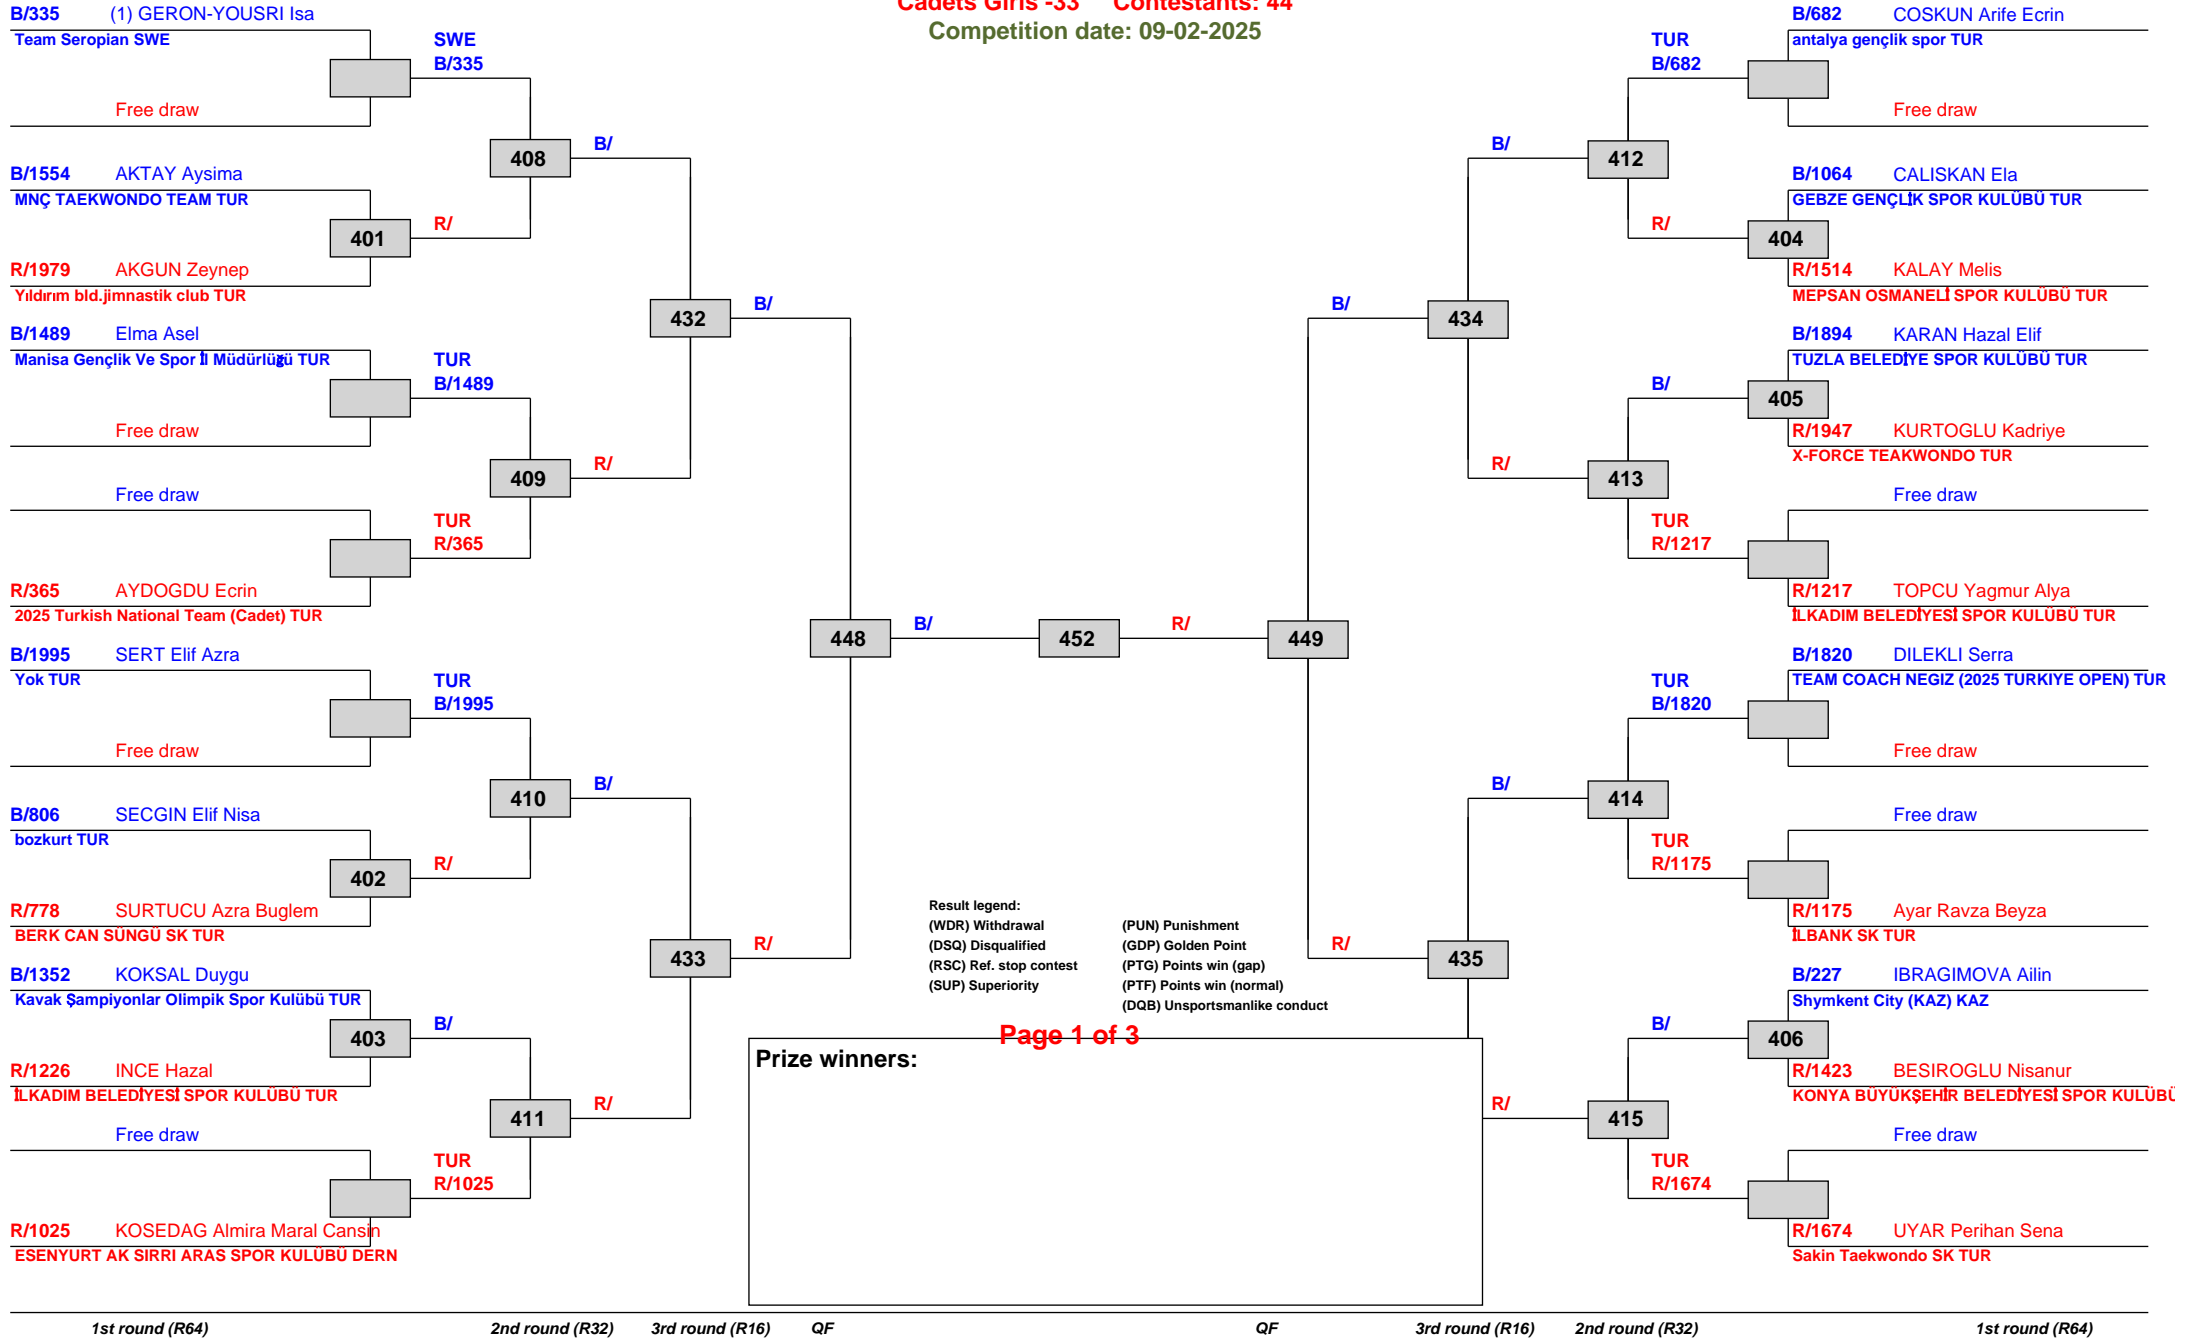 Cadets Girls -33 Contestants: 44
Competition date: 09-02-2025
B/335 (1) GERON-YOUSRI Isa
Team Seropian SWE
Free draw
SWE
B/335
B/1554 AKTAY Aysima
MNÇ TAEKWONDO TEAM TUR
401
R/1979 AKGUN Zeynep
Yıldırım bld.jimnastik club TUR
R/
408
B/
B/1489 Elma Asel
Manisa Gençlik Ve Spor İl Müdürlüğü TUR
Free draw
TUR
B/1489
Free draw
R/365 AYDOGDU Ecrin
2025 Turkish National Team (Cadet) TUR
TUR
R/365
409
R/
432
B/
B/1995 SERT Elif Azra
Yok TUR
Free draw
TUR
B/1995
B/806 SECGIN Elif Nisa
bozkurt TUR
402
R/778 SURTUCU Azra Buglem
BERK CAN SÜNGÜ SK TUR
R/
410
B/
B/1352 KOKSAL Duygu
Kavak Şampiyonlar Olimpik Spor Kulübü TUR
403
R/1226 INCE Hazal
İLKADIM BELEDİYESİ SPOR KULÜBÜ TUR
B/
Free draw
R/1025 KOSEDAG Almira Maral Cansin
ESENYURT AK SIRRI ARAS SPOR KULÜBÜ DERN
TUR
R/1025
411
R/
433
R/
448
B/
452
R/
449
B/682 COSKUN Arife Ecrin
antalya gençlik spor TUR
Free draw
TUR
B/682
B/1064 CALISKAN Ela
GEBZE GENÇLİK SPOR KULÜBÜ TUR
404
R/1514 KALAY Melis
MEPSAN OSMANELİ SPOR KULÜBÜ TUR
R/
412
B/
B/1894 KARAN Hazal Elif
TUZLA BELEDİYE SPOR KULÜBÜ TUR
405
R/1947 KURTOGLU Kadriye
X-FORCE TEAKWONDO TUR
B/
Free draw
R/1217 TOPCU Yagmur Alya
İLKADIM BELEDİYESİ SPOR KULÜBÜ TUR
TUR
R/1217
413
R/
434
B/
B/1820 DILEKLI Serra
TEAM COACH NEGIZ (2025 TURKIYE OPEN) TUR
Free draw
TUR
B/1820
Free draw
R/1175 Ayar Ravza Beyza
İLBANK SK TUR
TUR
R/1175
414
B/
B/227 IBRAGIMOVA Ailin
Shymkent City (KAZ) KAZ
406
R/1423 BESIROGLU Nisanur
KONYA BÜYÜKŞEHİR BELEDİYESİ SPOR KULÜBÜ
B/
Free draw
R/1674 UYAR Perihan Sena
Sakin Taekwondo SK TUR
TUR
R/1674
415
R/
435
R/
Result legend:
(WDR) Withdrawal (PUN) Punishment
(DSQ) Disqualified (GDP) Golden Point
(RSC) Ref. stop contest (PTG) Points win (gap)
(SUP) Superiority (PTF) Points win (normal)
(DQB) Unsportsmanlike conduct
Page 1 of 3
Prize winners:
1st round (R64) 2nd round (R32) 3rd round (R16) QF QF 3rd round (R16) 2nd round (R32) 1st round (R64)